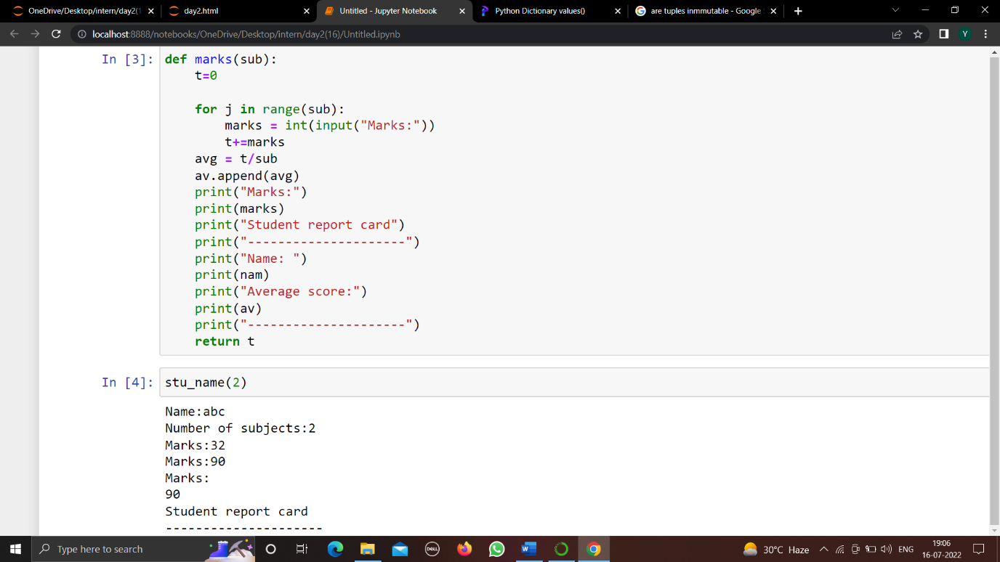 OneDrive/Desktop/intern/day2(1
day2.html
Untitled - Jupyter Notebook
Python Dictionary values()
are tuples inmmutable - Google
localhost:8888/notebooks/OneDrive/Desktop/intern/day2(16)/Untitled.ipynb
Y
In [3]: def marks(sub):
    t=0
    for j in range(sub):
        marks = int(input("Marks:"))
        t+=marks
    avg = t/sub
    av.append(avg)
    print("Marks:")
    print(marks)
    print("Student report card")
    print("---------------------")
    print("Name: ")
    print(nam)
    print("Average score:")
    print(av)
    print("---------------------")
    return t
In [4]: stu_name(2)
Name:abc
Number of subjects:2
Marks:32
Marks:90
Marks:
90
Student report card
---------------------
Type here to search
DELL
W
30°C Haze
ENG
19:06
16-07-2022